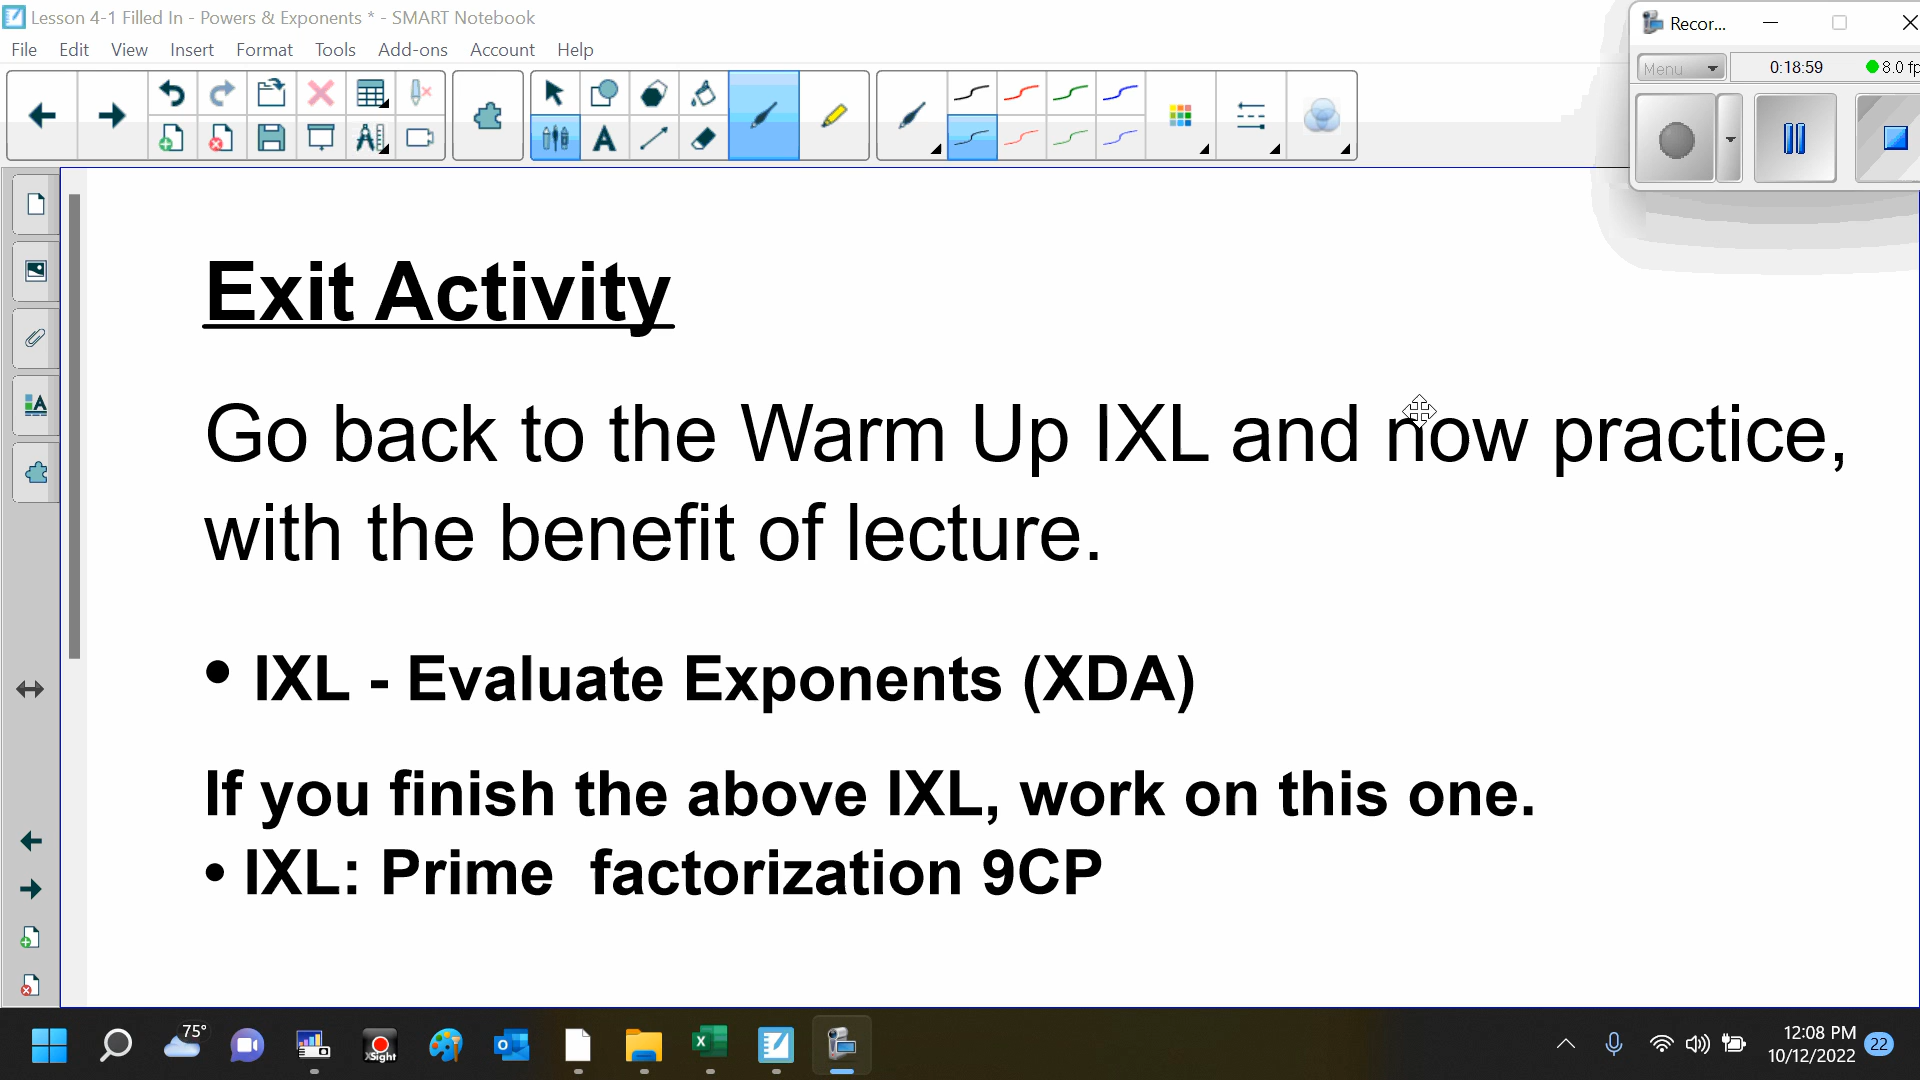 Lesson 4-1 Filled In - Powers & Exponents * - SMART Notebook
File Edit View Insert Format Tools Add-ons Account Help
Recor...
Menu 0:18:59 8.0 fp
Exit Activity
Go back to the Warm Up IXL and now practice,
with the benefit of lecture.
• IXL - Evaluate Exponents (XDA)
If you finish the above IXL, work on this one.
• IXL: Prime factorization 9CP
75°
XSight
12:08 PM
10/12/2022
22